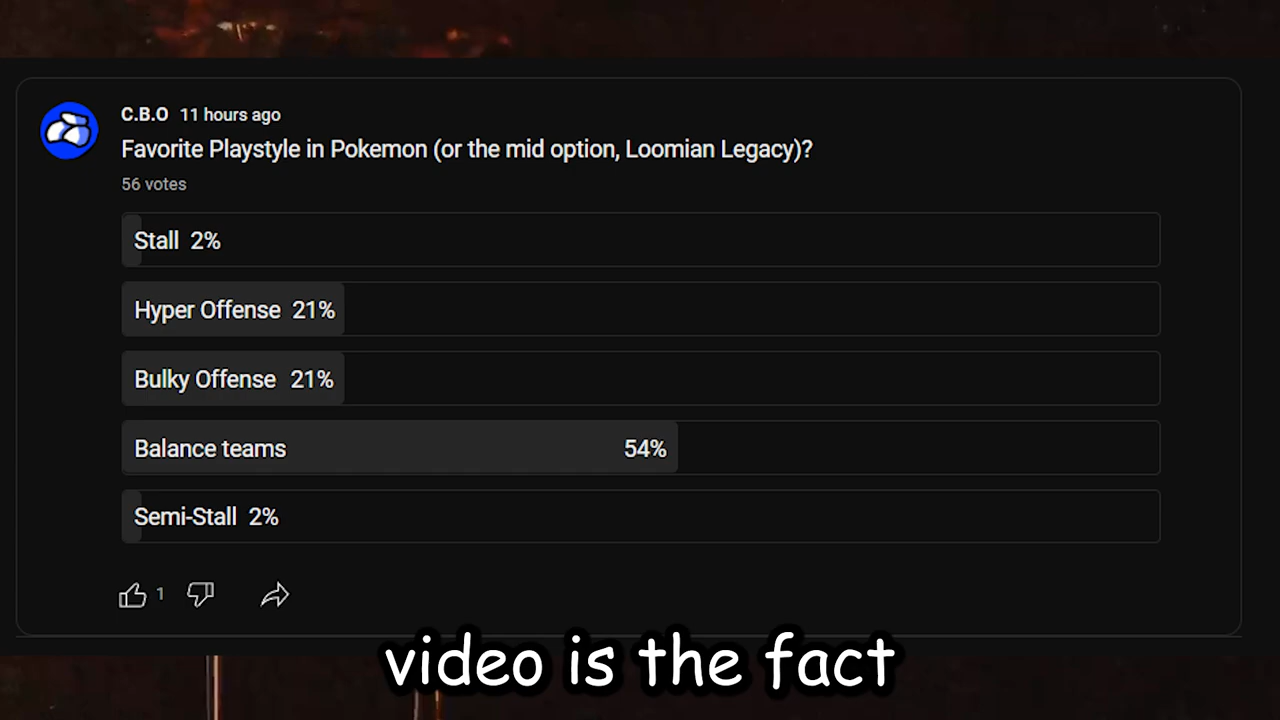 C.B.O 11 hours ago
Favorite Playstyle in Pokemon (or the mid option, Loomian Legacy)?
56 votes
Stall 2%
Hyper Offense 21%
Bulky Offense 21%
Balance teams 54%
Semi-Stall 2%
1
video is the fact